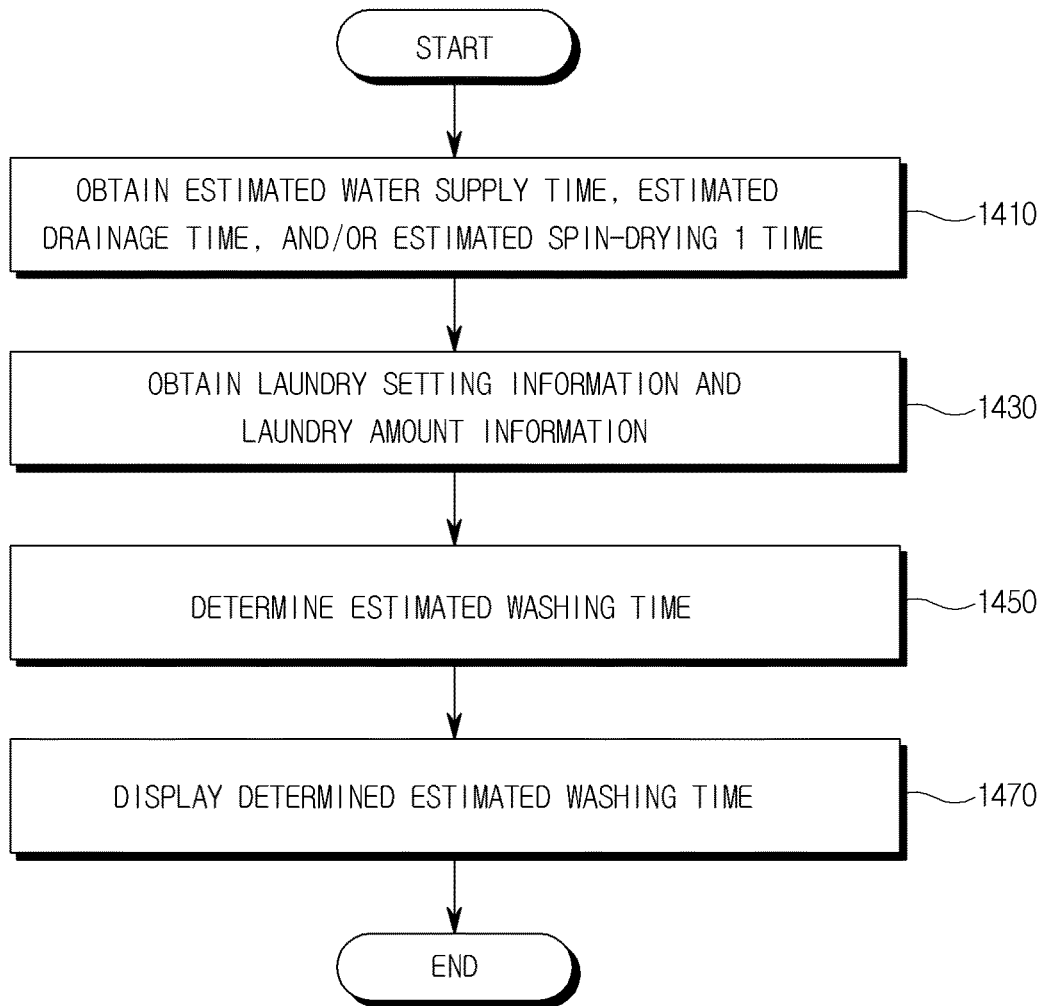 START
OBTAIN ESTIMATED WATER SUPPLY TIME, ESTIMATED
DRAINAGE TIME, AND/OR ESTIMATED SPIN-DRYING 1 TIME
1410
OBTAIN LAUNDRY SETTING INFORMATION AND
LAUNDRY AMOUNT INFORMATION
1430
DETERMINE ESTIMATED WASHING TIME
1450
DISPLAY DETERMINED ESTIMATED WASHING TIME
1470
END